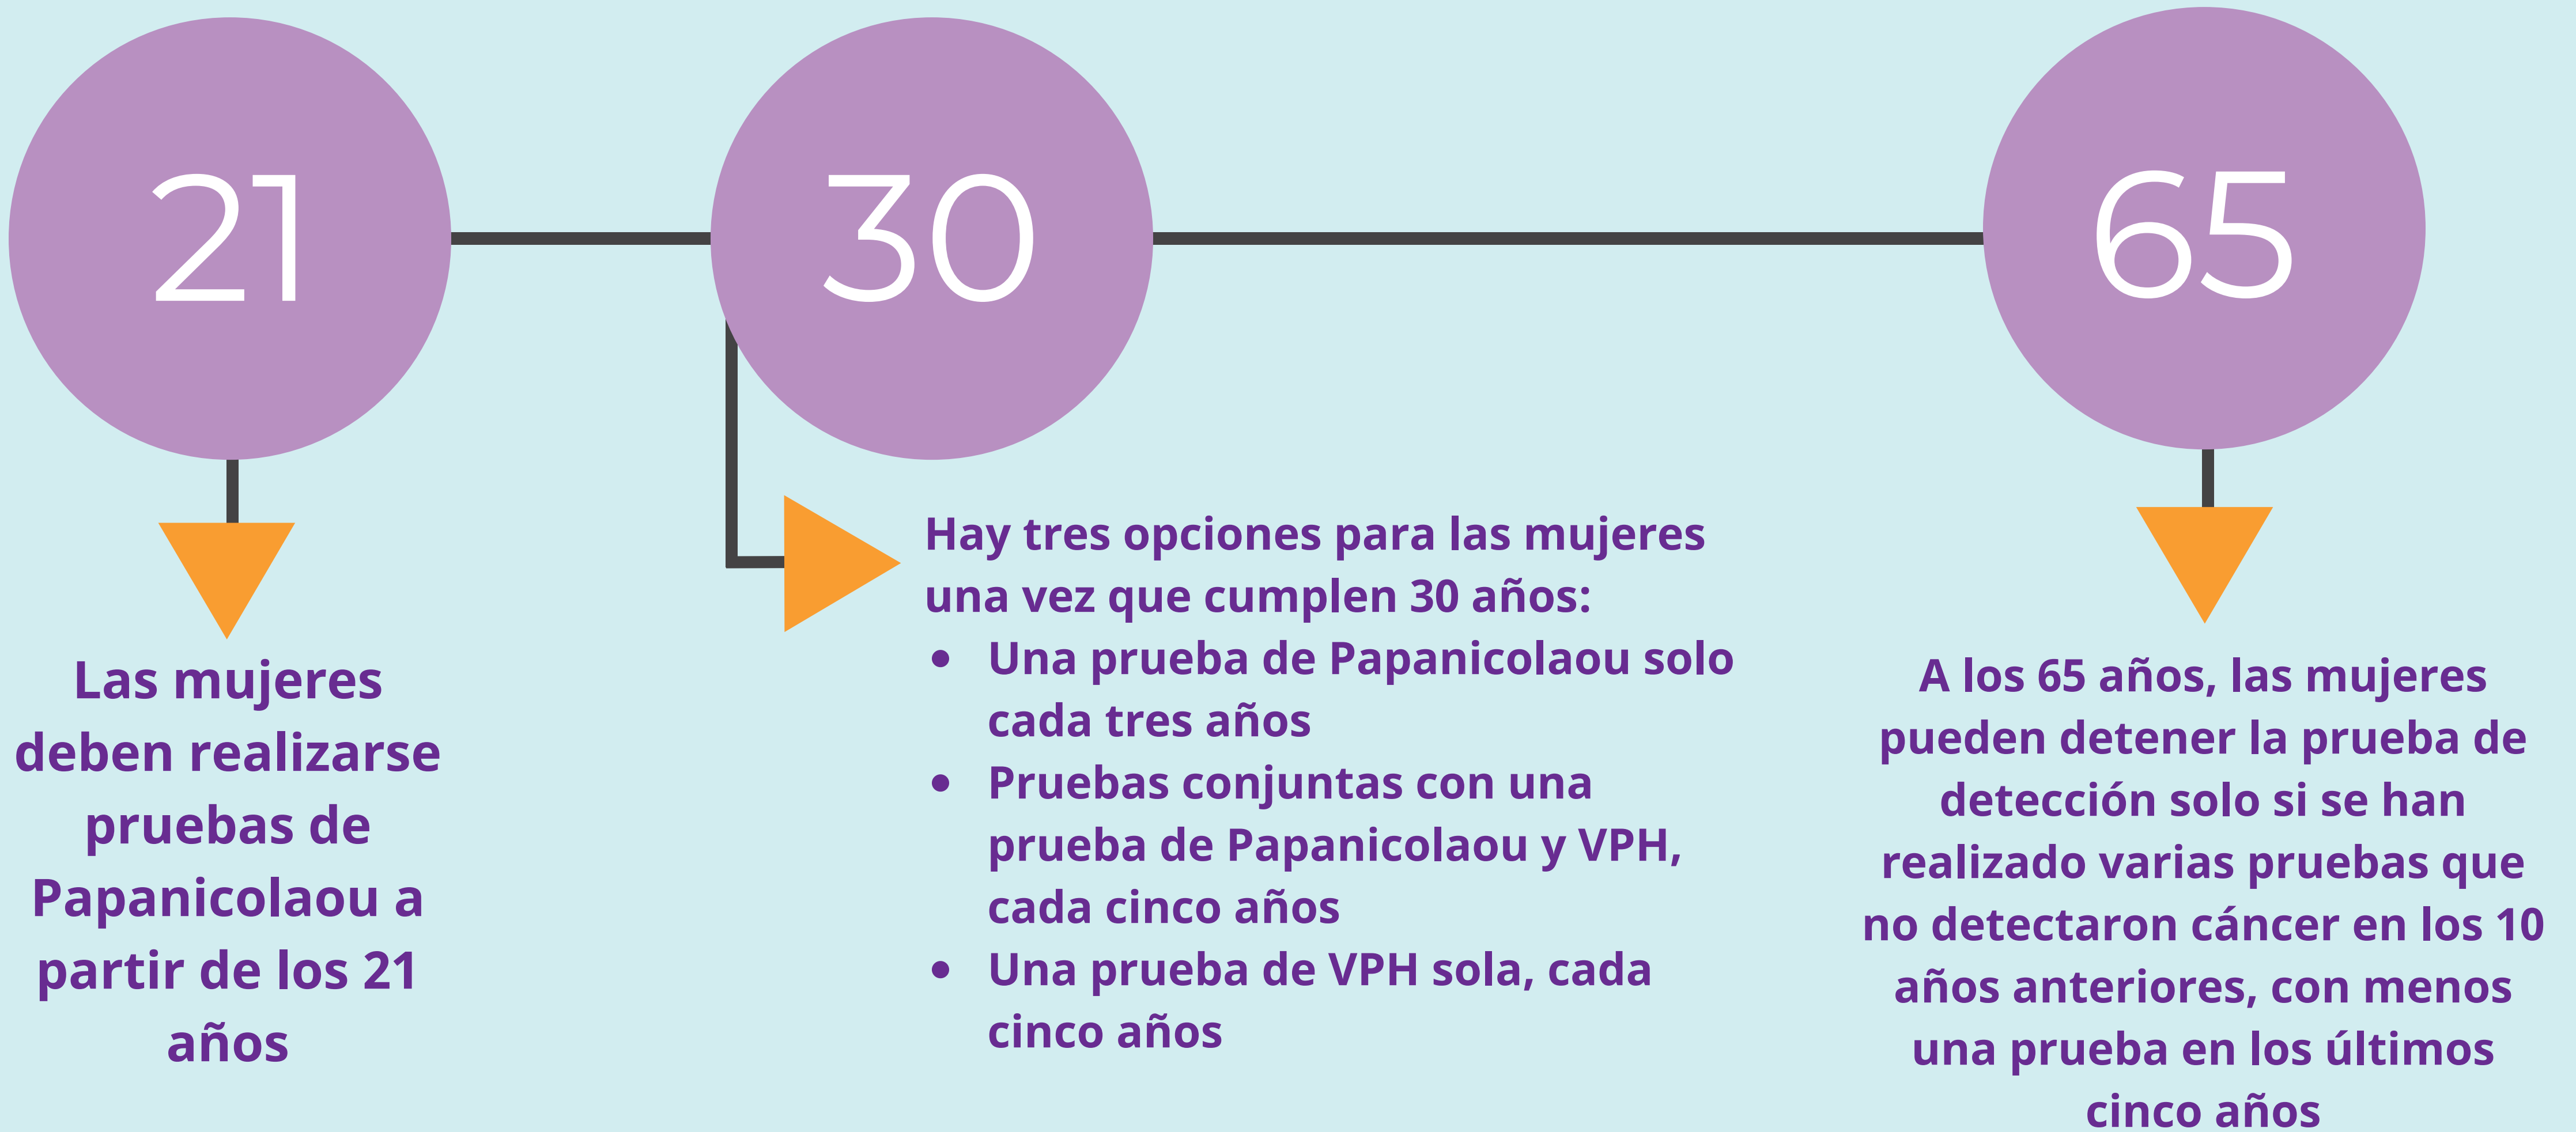 21
Las mujeres
deben realizarse
pruebas de
Papanicolaou a
partir de los 21
años
30
Hay tres opciones para las mujeres
una vez que cumplen 30 años:
• Una prueba de Papanicolaou solo
cada tres años
• Pruebas conjuntas con una
prueba de Papanicolaou y VPH,
cada cinco años
• Una prueba de VPH sola, cada
cinco años
65
A los 65 años, las mujeres
pueden detener la prueba de
detección solo si se han
realizado varias pruebas que
no detectaron cáncer en los 10
años anteriores, con menos
una prueba en los últimos
cinco años